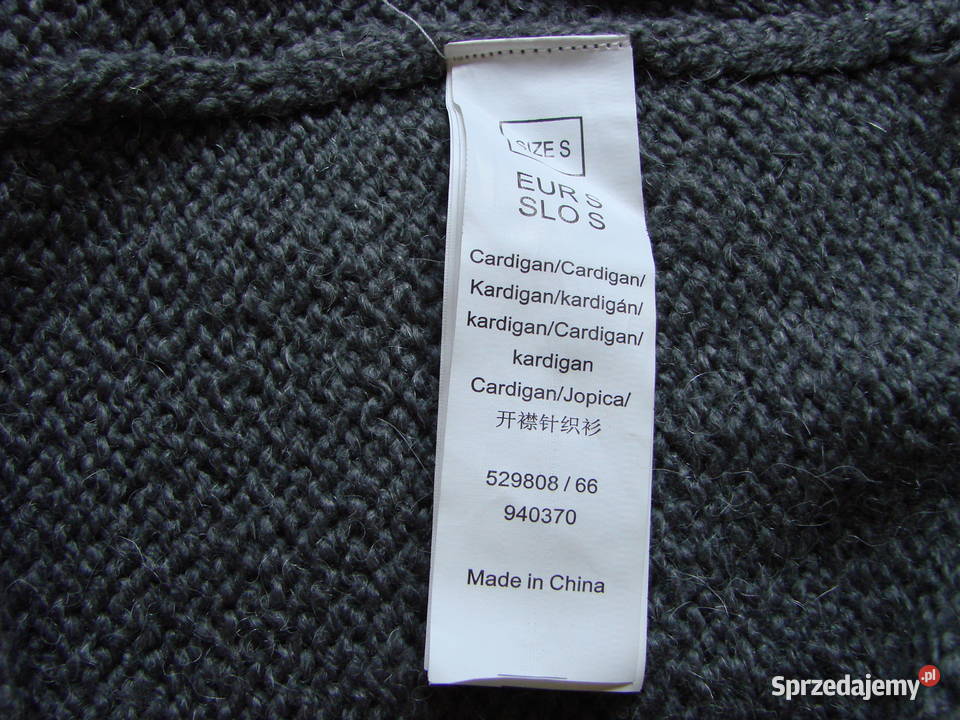 SIZE S
EUR S
SLO S
Cardigan/Cardigan/
Kardigan/kardigán/
kardigan/Cardigan/
kardigan
Cardigan/Jopica/
开襟针织衫
529808 / 66
940370
Made in China
Sprzedajemy.pl